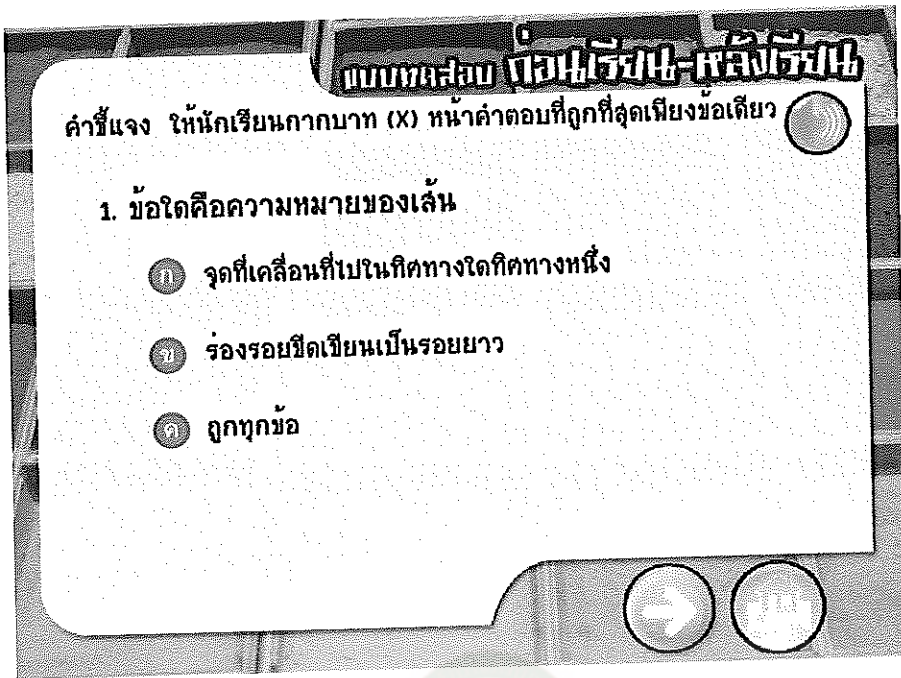 แบบทดสอบ ก่อนเรียน-หลังเรียน
คำชี้แจง ให้นักเรียนกากบาท (X) หน้าคำตอบที่ถูกที่สุดเพียงข้อเดียว
1. ข้อใดคือความหมายของเส้น
ก จุดที่เคลื่อนที่ไปในทิศทางใดทิศทางหนึ่ง
ข ร่องรอยขีดเขียนเป็นรอยยาว
ค ถูกทุกข้อ